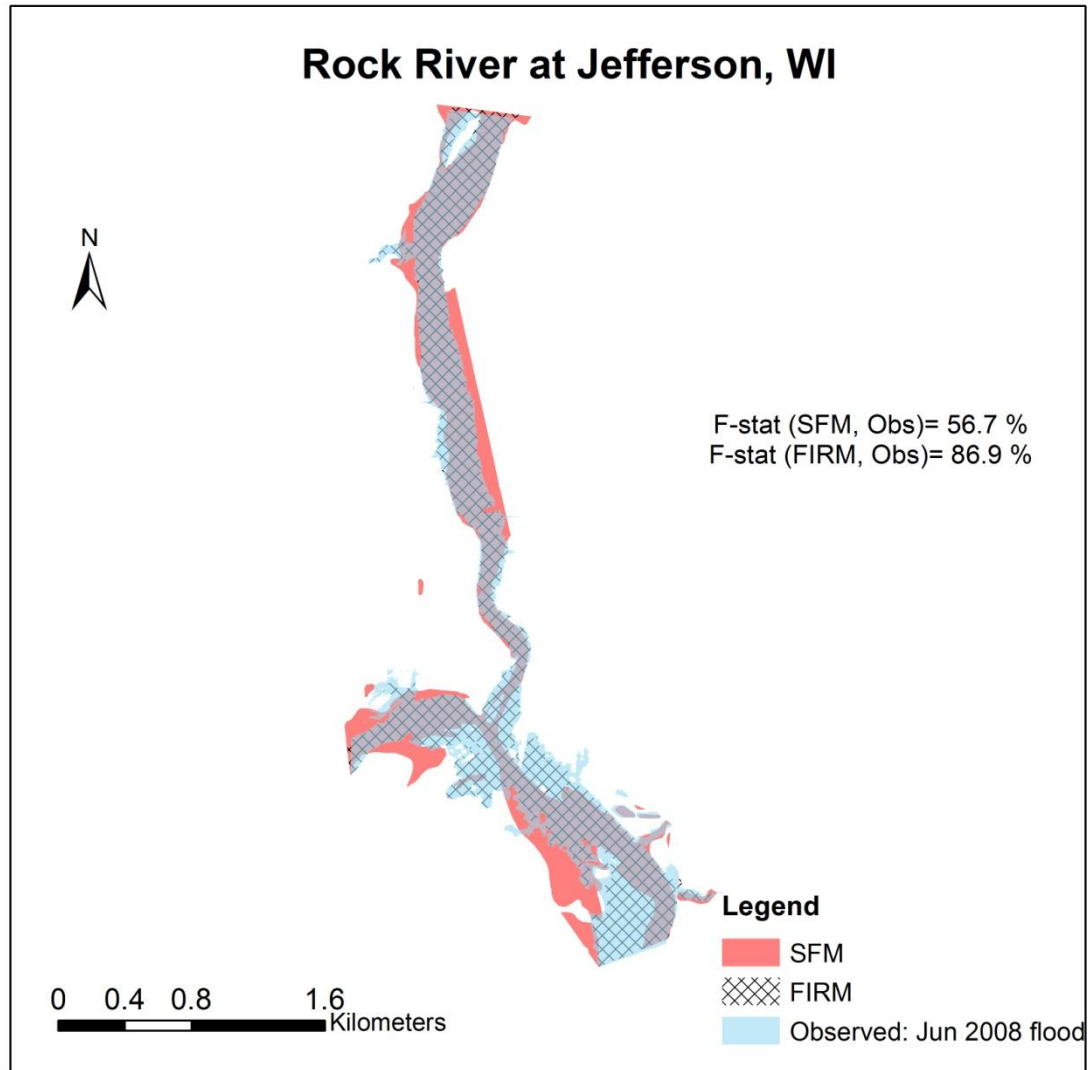 Rock River at Jefferson, WI
N
F-stat (SFM, Obs)= 56.7 %
F-stat (FIRM, Obs)= 86.9 %
Legend
SFM
FIRM
Observed: Jun 2008 flood
0 0.4 0.8 1.6
Kilometers